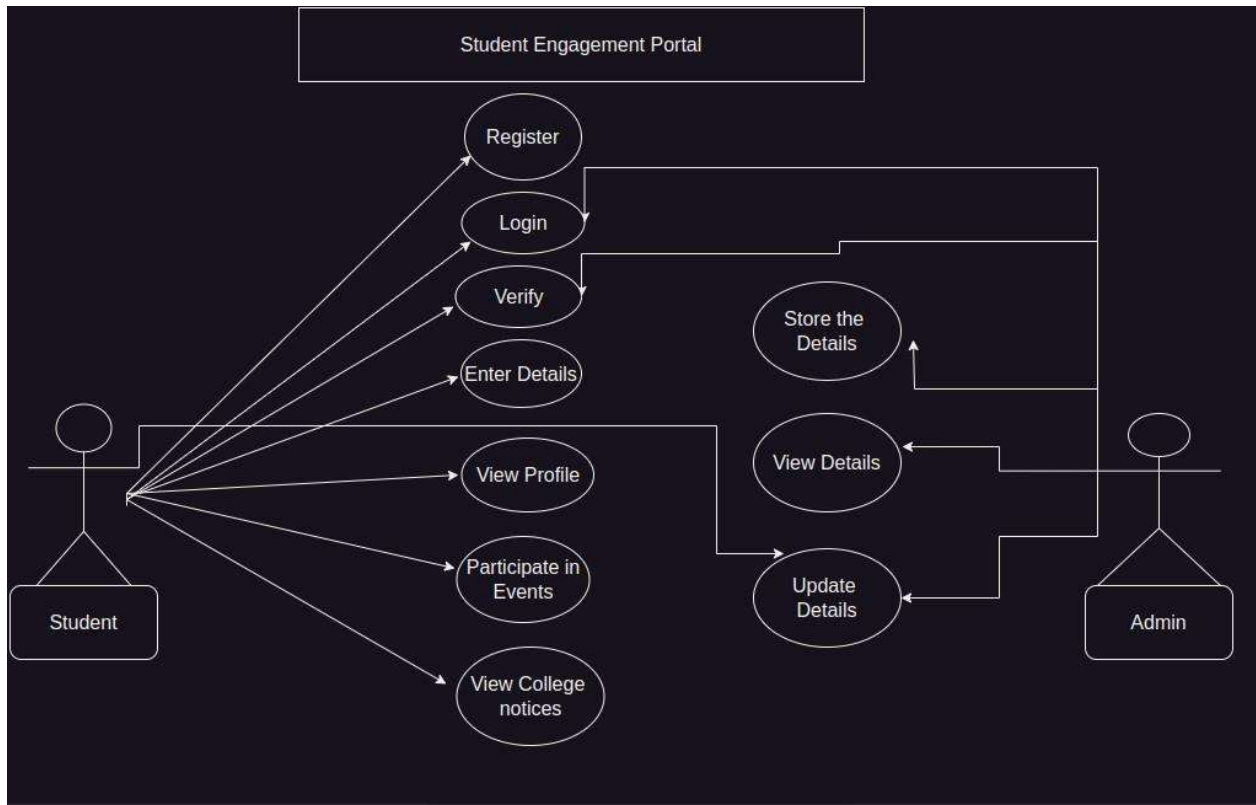 Student Engagement Portal
Register
Login
Verify
Enter Details
View Profile
Participate in
Events
View College
notices
Store the
Details
View Details
Update
Details
Student
Admin